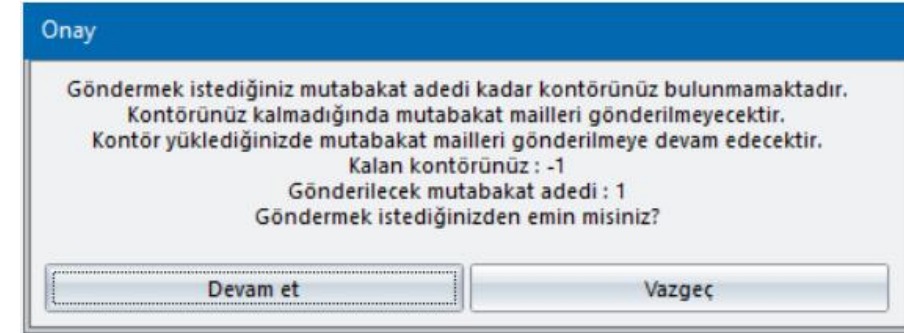 Onay
Göndermek istediğiniz mutabakat adedi kadar kontörünüz bulunmamaktadır.
Kontörünüz kalmadığında mutabakat mailleri gönderilmeyecektir.
Kontör yüklediğinizde mutabakat mailleri gönderilmeye devam edecektir.
Kalan kontörünüz : -1
Gönderilecek mutabakat adedi : 1
Göndermek istediğinizden emin misiniz?
Devam et
Vazgeç